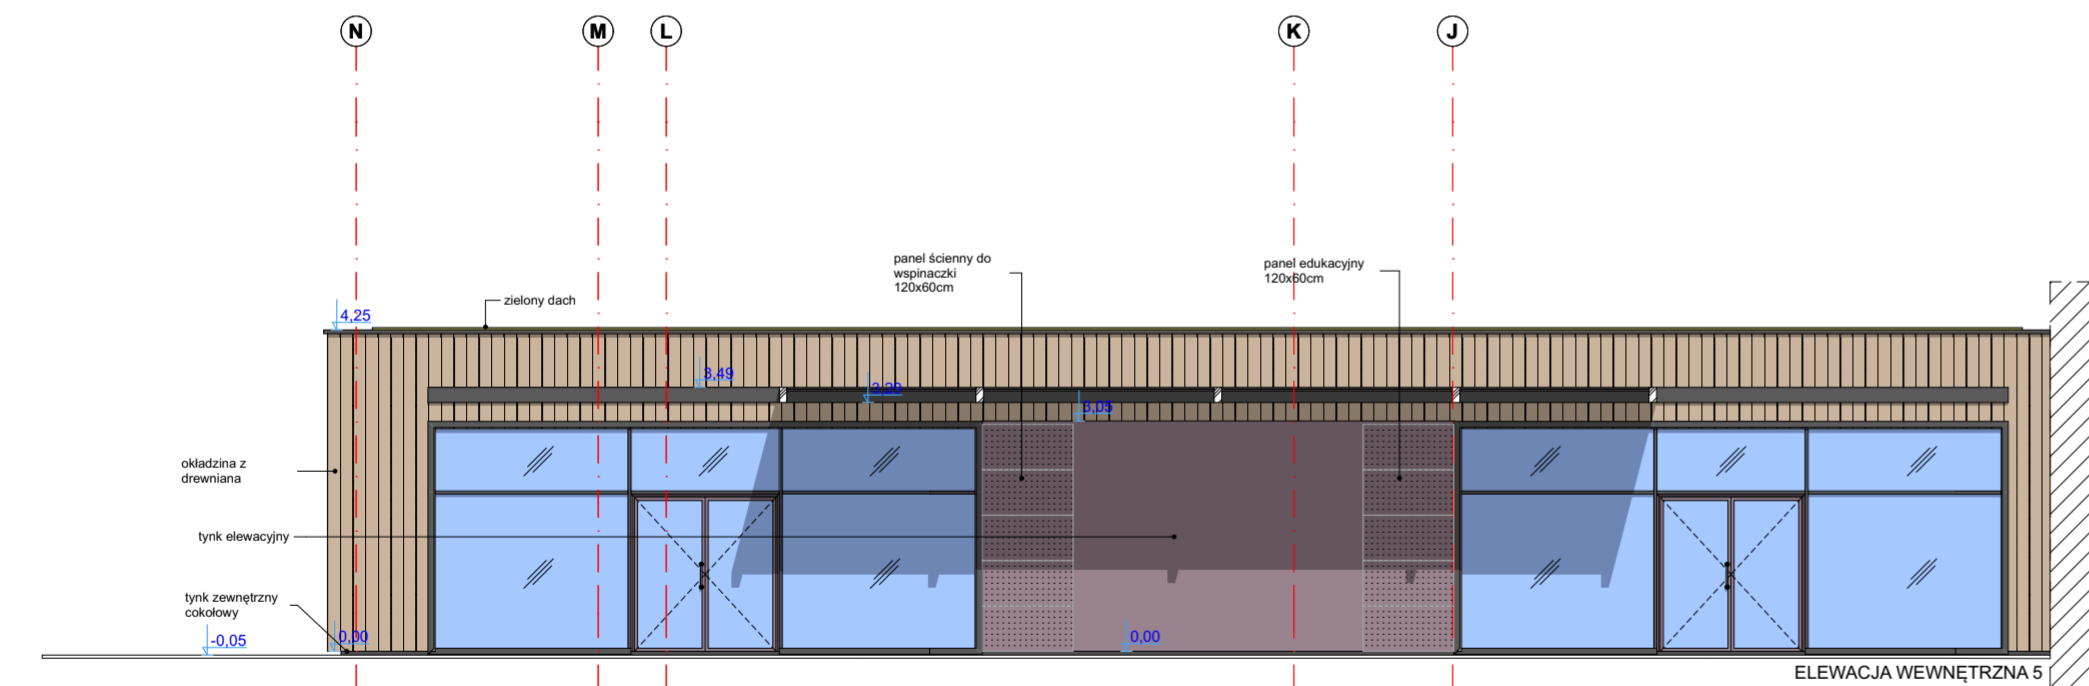 N
M
L
K
J
panel ścienny do
wspinaczki
120x60cm
panel edukacyjny
120x60cm
zielony dach
4,25
3,49
3,29
3,05
okładzina z
drewniana
tynk elewacyjny
tynk zewnętrzny
cokołowy
-0,05
0,00
0,00
ELEWACJA WEWNĘTRZNA 5